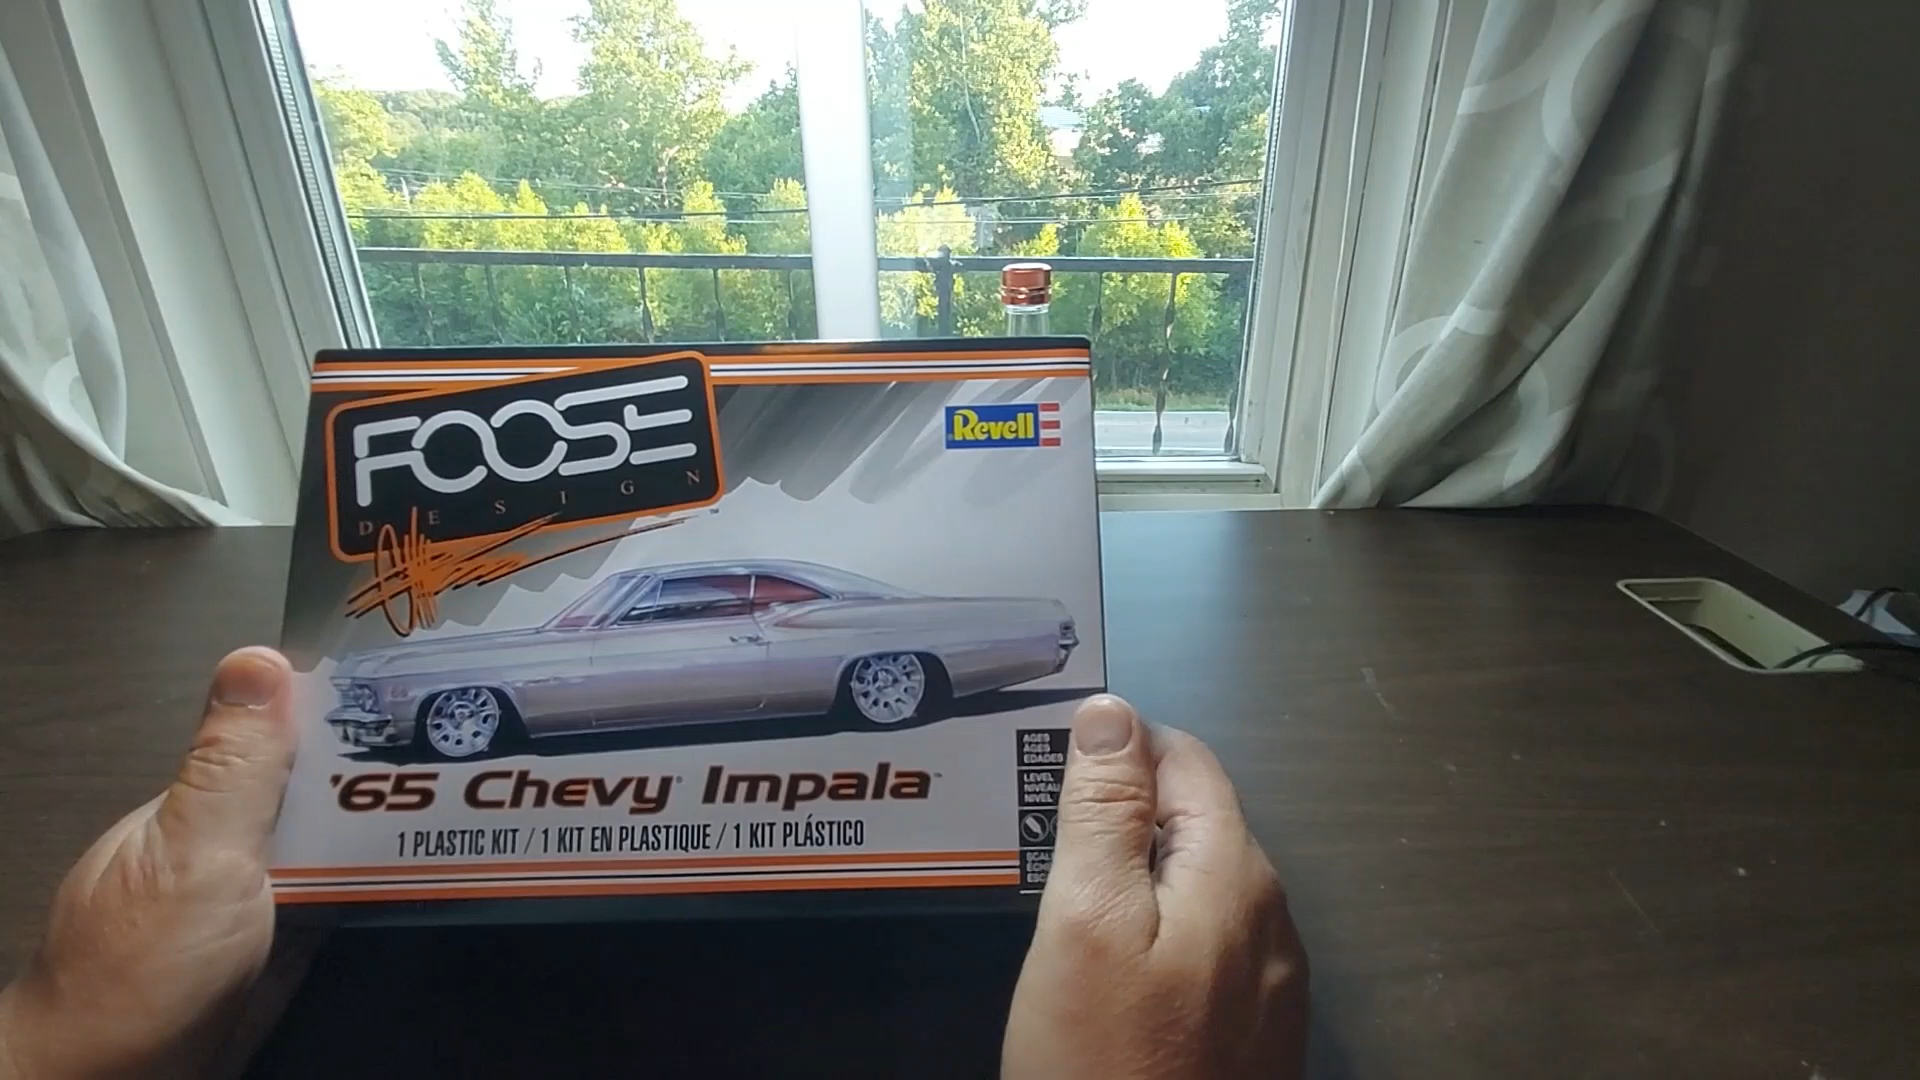 FOOSE
DESIGN
Revell
'65 Chevy Impala
1 PLASTIC KIT / 1 KIT EN PLASTIQUE / 1 KIT PLÁSTICO
AGES
ÂGES
EDADES
LEVEL
NIVEAU
NIVEL